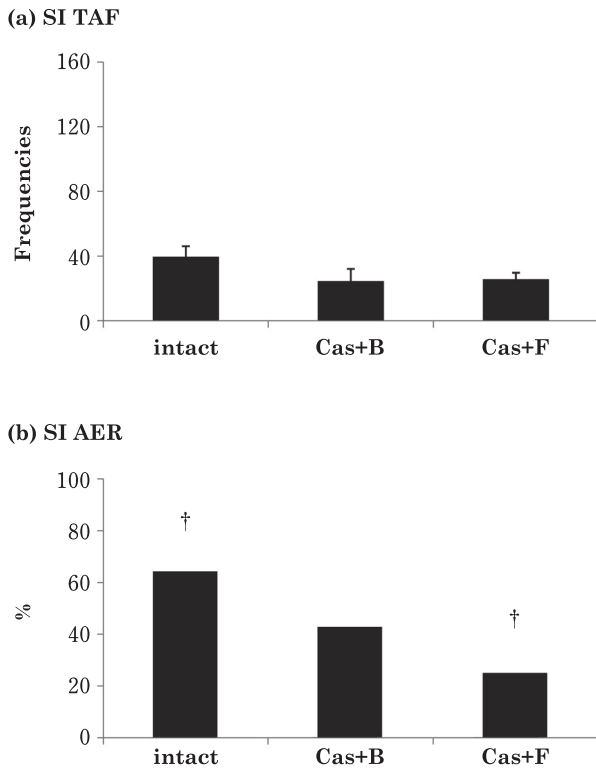 (a) SI TAF
160
120
80
40
0
Frequencies
intact Cas+B Cas+F
(b) SI AER
100
80
60
40
20
0
%
†
†
intact Cas+B Cas+F